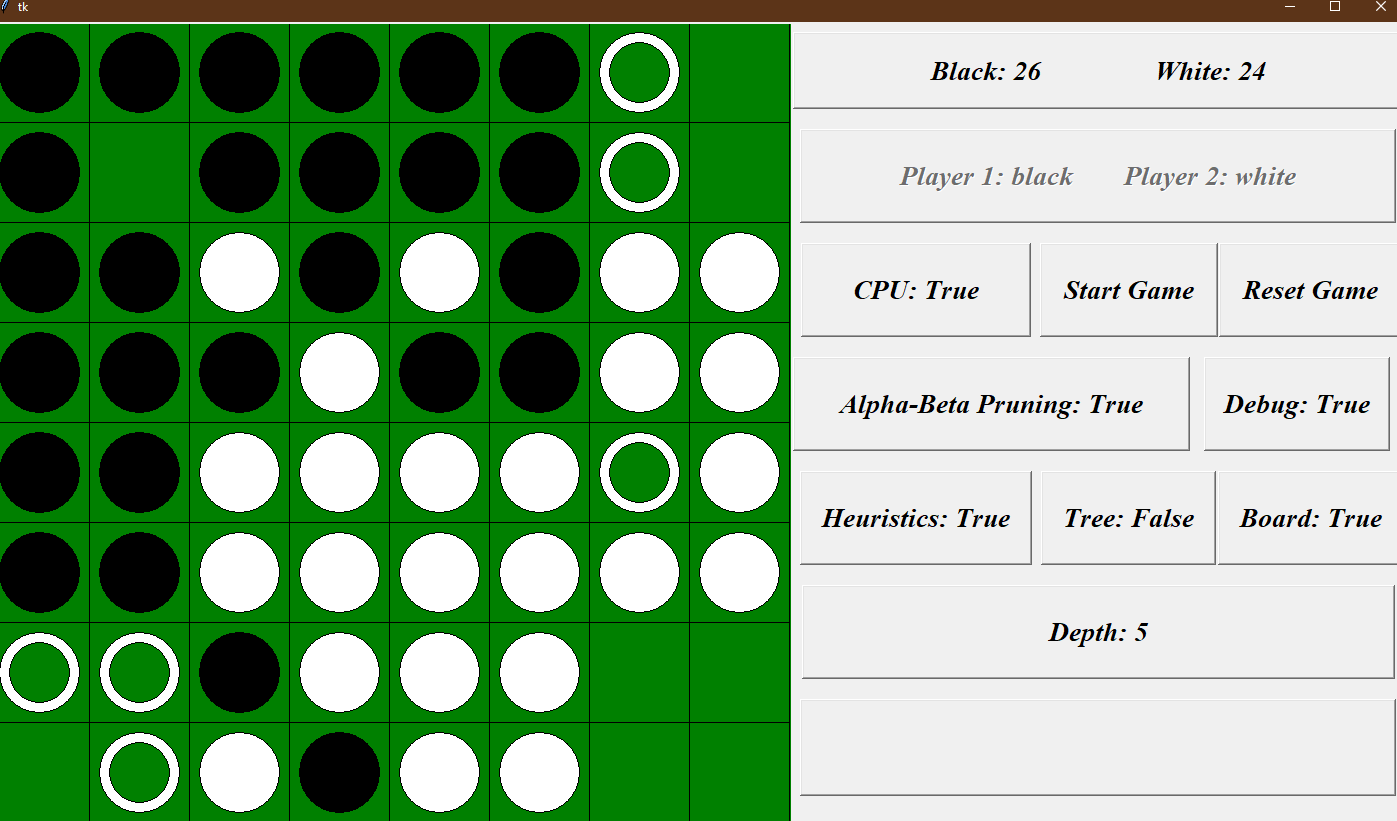 tk
Black: 26 White: 24
Player 1: black Player 2: white
CPU: True Start Game Reset Game
Alpha-Beta Pruning: True Debug: True
Heuristics: True Tree: False Board: True
Depth: 5